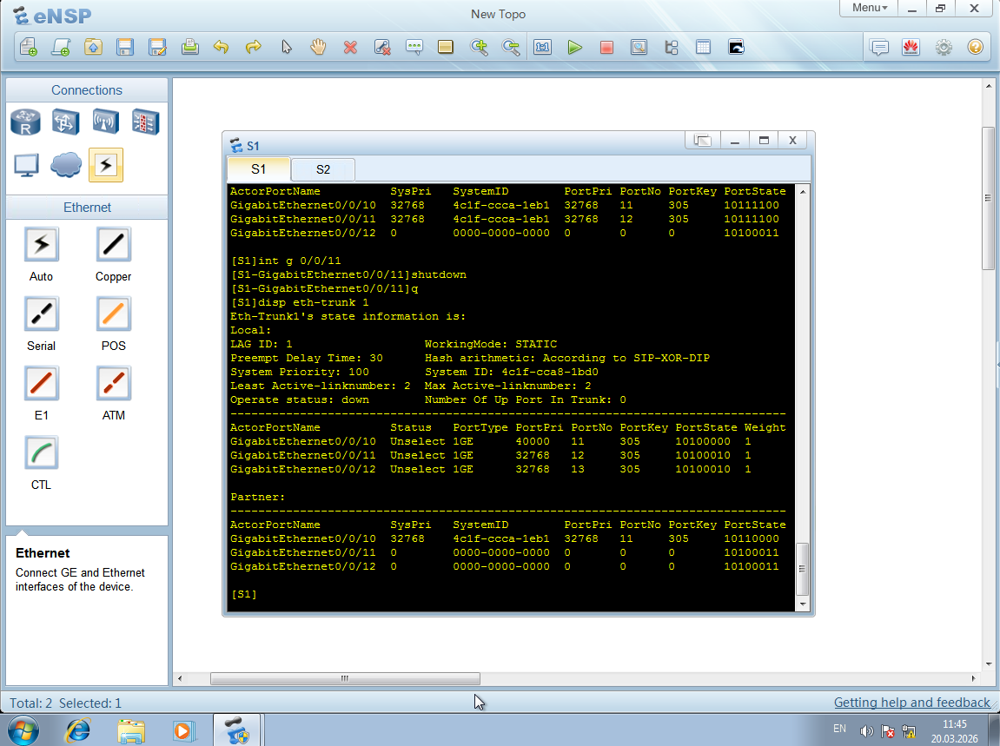 eNSP
New Topo
Menu
1:1
Connections
R
Ethernet
Auto
Copper
Serial
POS
E1
ATM
CTL
Ethernet
Connect GE and Ethernet
interfaces of the device.
S1
S1
S2
ActorPortName SysPri SystemID PortPri PortNo PortKey PortState
GigabitEthernet0/0/10 32768 4c1f-ccca-1eb1 32768 11 305 10111100
GigabitEthernet0/0/11 32768 4c1f-ccca-1eb1 32768 12 305 10111100
GigabitEthernet0/0/12 0 0000-0000-0000 0 0 0 10100011
[S1]int g 0/0/11
[S1-GigabitEthernet0/0/11]shutdown
[S1-GigabitEthernet0/0/11]q
[S1]disp eth-trunk 1
Eth-Trunk1's state information is:
Local:
LAG ID: 1 WorkingMode: STATIC
Preempt Delay Time: 30 Hash arithmetic: According to SIP-XOR-DIP
System Priority: 100 System ID: 4c1f-cca8-1bd0
Least Active-linknumber: 2 Max Active-linknumber: 2
Operate status: down Number Of Up Port In Trunk: 0
--------------------------------------------------------------------------------
ActorPortName Status PortType PortPri PortNo PortKey PortState Weight
GigabitEthernet0/0/10 Unselect 1GE 40000 11 305 10100000 1
GigabitEthernet0/0/11 Unselect 1GE 32768 12 305 10100010 1
GigabitEthernet0/0/12 Unselect 1GE 32768 13 305 10100010 1
Partner:
--------------------------------------------------------------------------------
ActorPortName SysPri SystemID PortPri PortNo PortKey PortState
GigabitEthernet0/0/10 32768 4c1f-ccca-1eb1 32768 11 305 10110000
GigabitEthernet0/0/11 0 0000-0000-0000 0 0 0 10100011
GigabitEthernet0/0/12 0 0000-0000-0000 0 0 0 10100011
[S1]
Total: 2 Selected: 1
Getting help and feedback
EN
11:45
20.03.2026